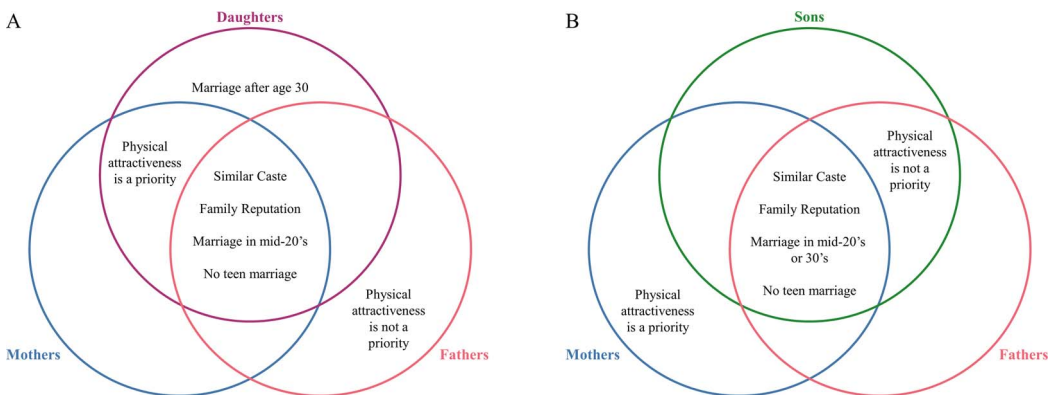 A
Daughters
Marriage after age 30
Physical
attractiveness
is a priority
Similar Caste
Family Reputation
Marriage in mid-20's
No teen marriage
Physical
attractiveness
is not a
priority
Mothers
Fathers
B
Sons
Physical
attractiveness
is not a
priority
Similar Caste
Family Reputation
Marriage in mid-20's
or 30's
No teen marriage
Physical
attractiveness
is a priority
Mothers
Fathers